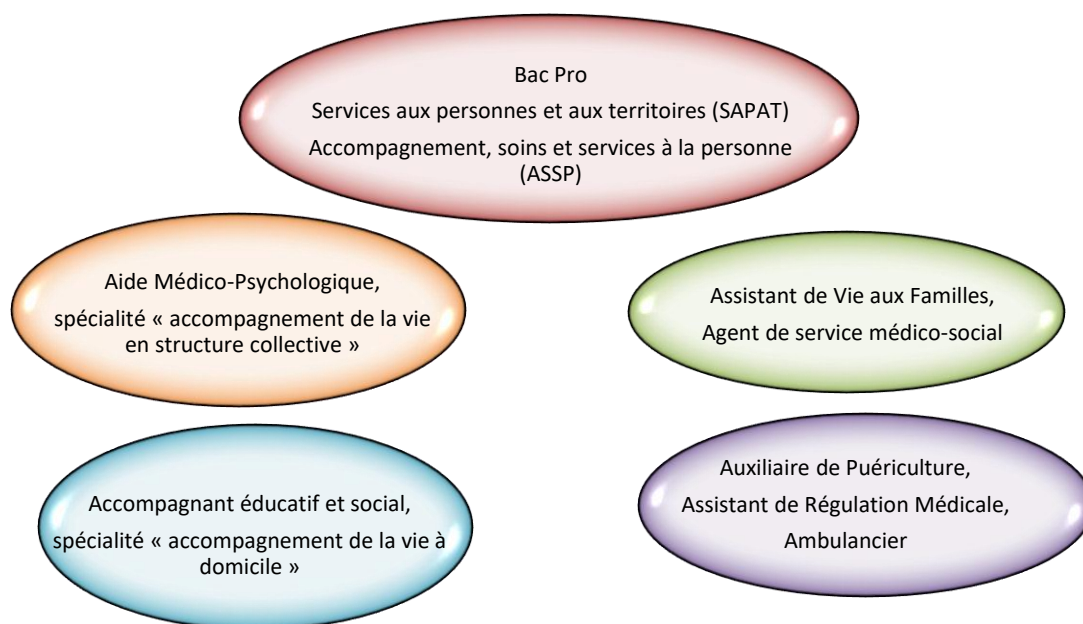 Bac Pro
Services aux personnes et aux territoires (SAPAT)
Accompagnement, soins et services à la personne
(ASSP)
Aide Médico-Psychologique,
spécialité « accompagnement de la vie
en structure collective »
Assistant de Vie aux Familles,
Agent de service médico-social
Accompagnant éducatif et social,
spécialité « accompagnement de la vie à
domicile »
Auxiliaire de Puériculture,
Assistant de Régulation Médicale,
Ambulancier